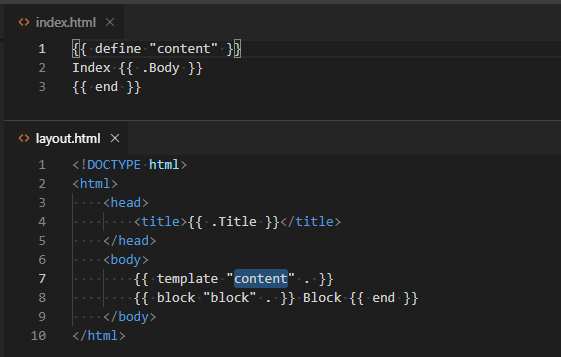 index.html
1 {{ define "content" }}
2 Index {{ .Body }}
3 {{ end }}
layout.html
1 <!DOCTYPE html>
2 <html>
3 <head>
4 <title>{{ .Title }}</title>
5 </head>
6 <body>
7 {{ template "content" . }}
8 {{ block "block" . }} Block {{ end }}
9 </body>
10 </html>